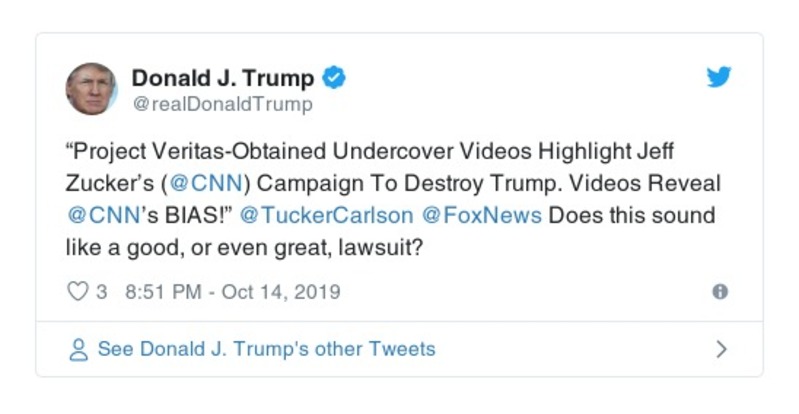 Donald J. Trump
@realDonaldTrump
“Project Veritas-Obtained Undercover Videos Highlight Jeff
Zucker’s (@CNN) Campaign To Destroy Trump. Videos Reveal
@CNN’s BIAS!” @TuckerCarlson @FoxNews Does this sound
like a good, or even great, lawsuit?
3 8:51 PM - Oct 14, 2019
See Donald J. Trump's other Tweets